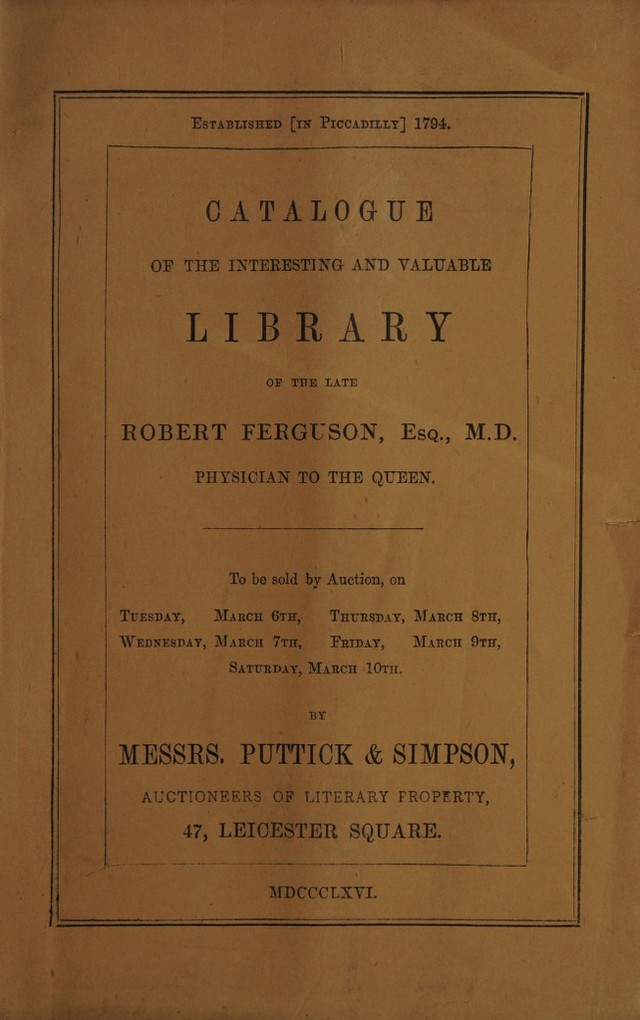 Established [in Piccadilly] 1794.
CATALOGUE
OF THE INTERESTING AND VALUABLE
LIBRARY
OF THE LATE
ROBERT FERGUSON, Esq., M.D.
PHYSICIAN TO THE QUEEN.
To be sold by Auction, on
Tuesday, March 6th, Thursday, March 8th,
Wednesday, March 7th, Friday, March 9th,
Saturday, March 10th.
BY
MESSRS. PUTTICK & SIMPSON,
AUCTIONEERS OF LITERARY PROPERTY,
47, LEICESTER SQUARE.
MDCCCLXVI.